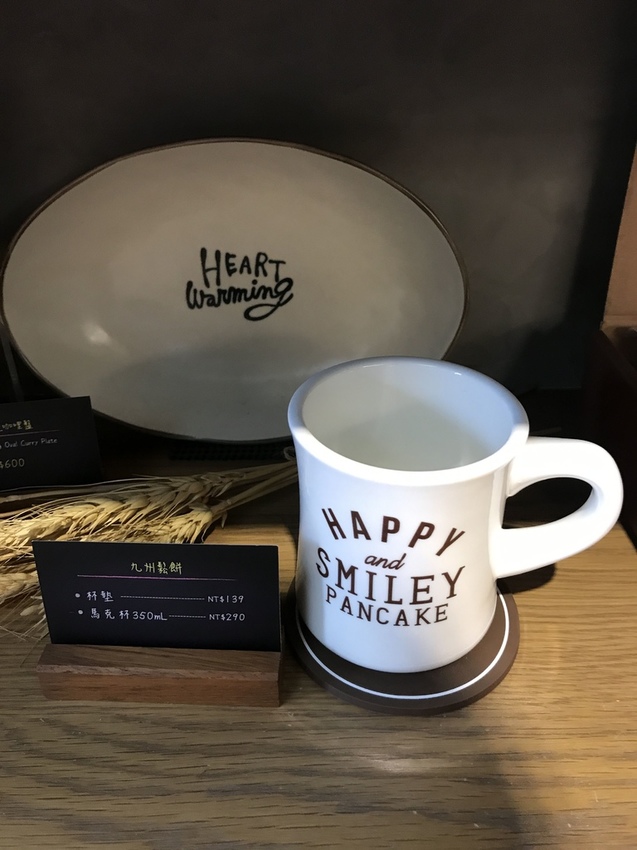 HEART
Warming
Oval Curry Plate
$600
HAPPY
and
SMILEY
PANCAKE
九州鬆餅
• 杯墊 ---------- NT$139
• 馬克杯350mL ---------- NT$290